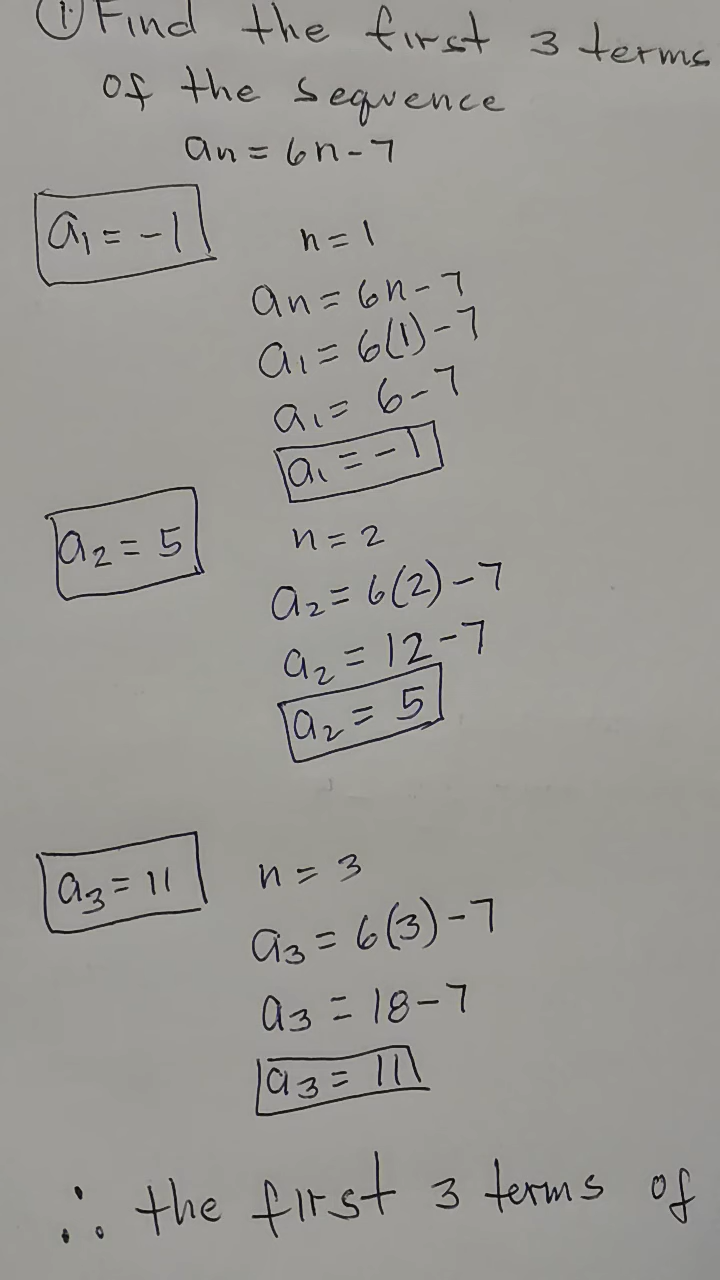 ① Find the first 3 terms
of the sequence
an = 6n - 7
a₁ = -1
n = 1
an = 6n - 7
a₁ = 6(1) - 7
a₁ = 6 - 7
a₁ = -1
a₂ = 5
n = 2
a₂ = 6(2) - 7
a₂ = 12 - 7
a₂ = 5
a₃ = 11
n = 3
a₃ = 6(3) - 7
a₃ = 18 - 7
a₃ = 11
∴ the first 3 terms of